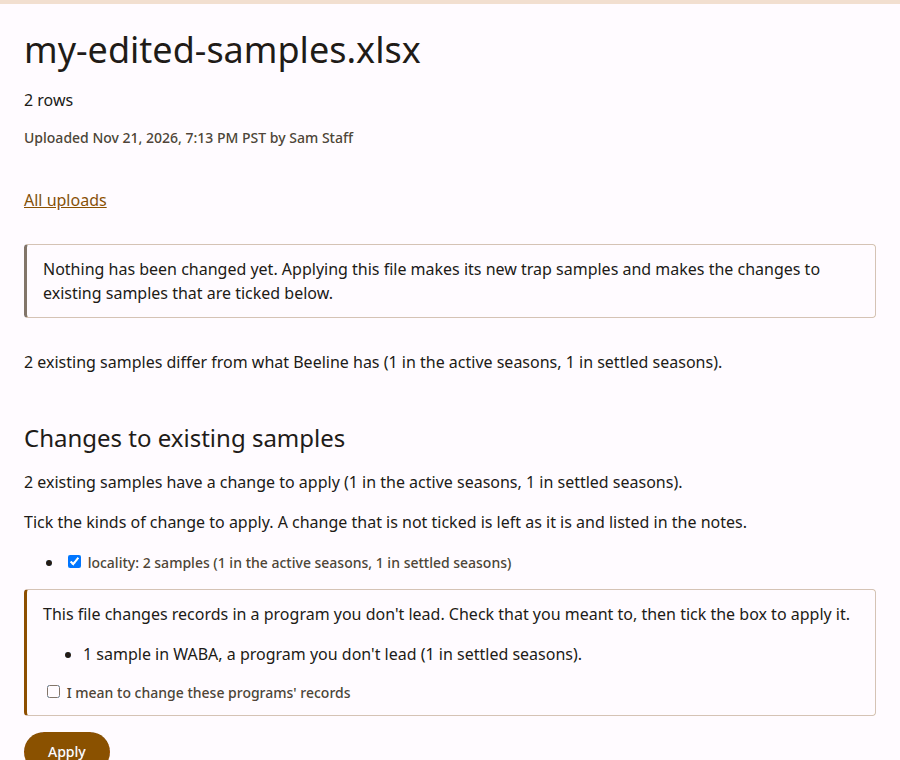 my-edited-samples.xlsx
2 rows
Uploaded Nov 21, 2026, 7:13 PM PST by Sam Staff
All uploads
Nothing has been changed yet. Applying this file makes its new trap samples and makes the changes to
existing samples that are ticked below.
2 existing samples differ from what Beeline has (1 in the active seasons, 1 in settled seasons).
Changes to existing samples
2 existing samples have a change to apply (1 in the active seasons, 1 in settled seasons).
Tick the kinds of change to apply. A change that is not ticked is left as it is and listed in the notes.
locality: 2 samples (1 in the active seasons, 1 in settled seasons)
This file changes records in a program you don't lead. Check that you meant to, then tick the box to apply it.
1 sample in WABA, a program you don't lead (1 in settled seasons).
I mean to change these programs' records
Apply